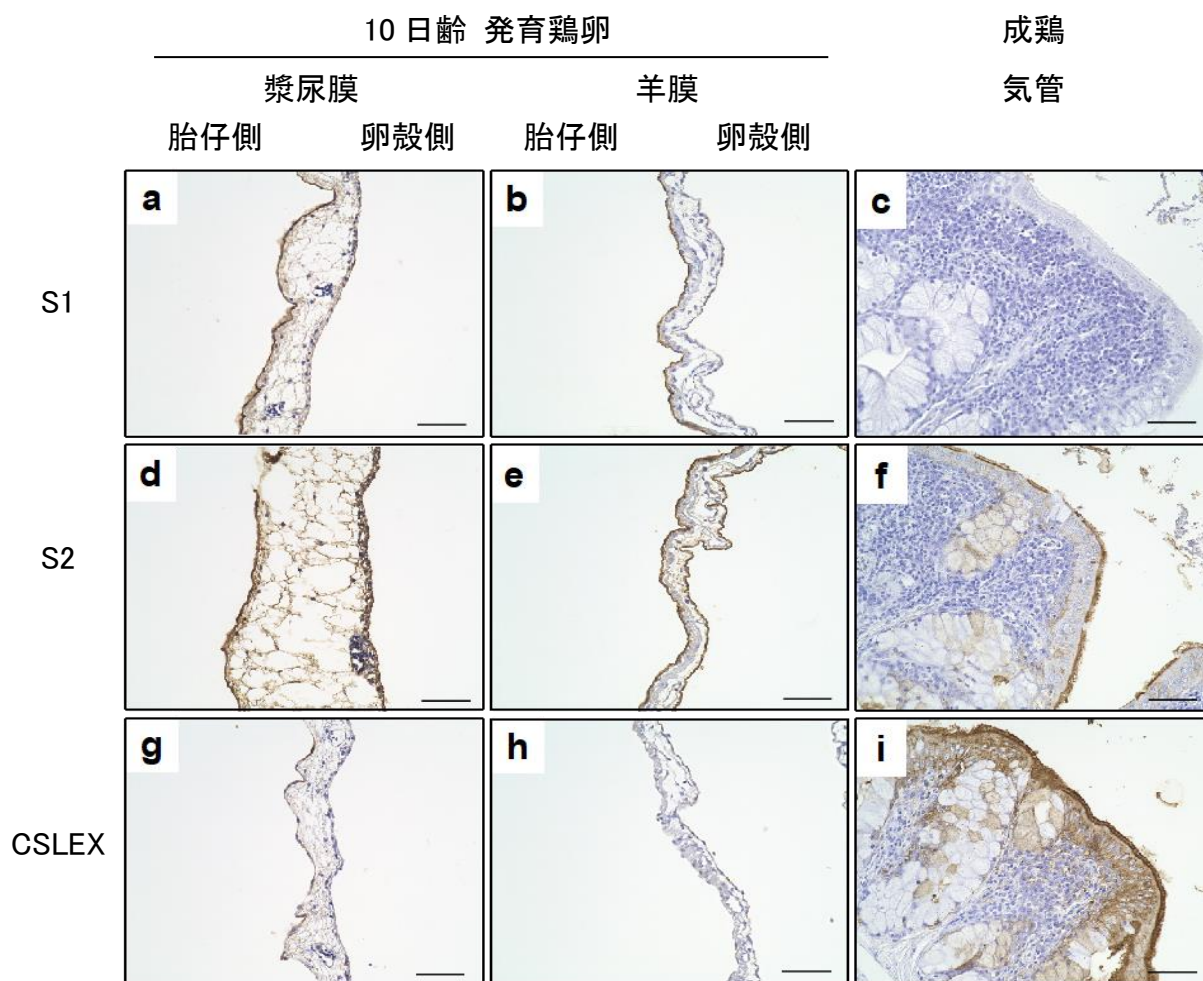 10 日齢 発育鶏卵 成鶏
漿尿膜 羊膜 気管
胎仔側 卵殻側 胎仔側 卵殻側
a b c
S1
d e f
S2
g h i
CSLEX